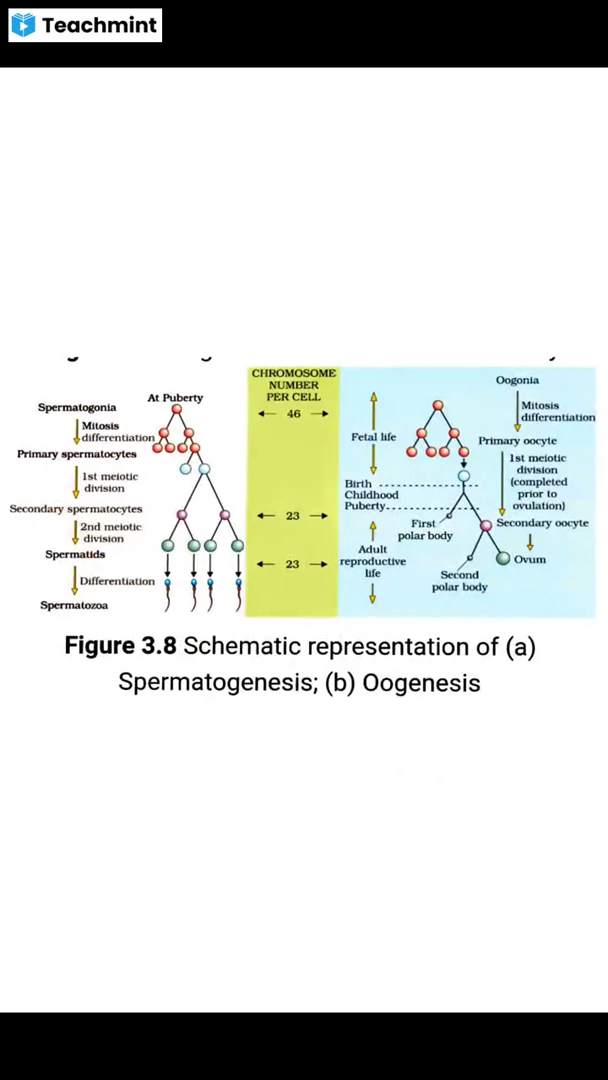 Teachmint
CHROMOSOME
NUMBER
PER CELL
At Puberty
Spermatogonia
Mitosis
differentiation
Primary spermatocytes
1st meiotic
division
Secondary spermatocytes
2nd meiotic
division
Spermatids
Differentiation
Spermatozoa
46
23
23
Fetal life
Birth
Childhood
Puberty
Adult
reproductive
life
Oogonia
Mitosis
differentiation
Primary oocyte
1st meiotic
division
(completed
prior to
ovulation)
First
polar body
Secondary oocyte
Ovum
Second
polar body
Figure 3.8 Schematic representation of (a)
Spermatogenesis; (b) Oogenesis